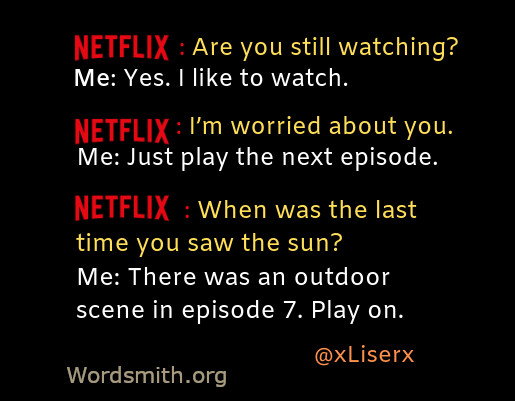 NETFLIX : Are you still watching?
Me: Yes. I like to watch.
NETFLIX : I’m worried about you.
Me: Just play the next episode.
NETFLIX : When was the last
time you saw the sun?
Me: There was an outdoor
scene in episode 7. Play on.
@xLiserx
Wordsmith.org